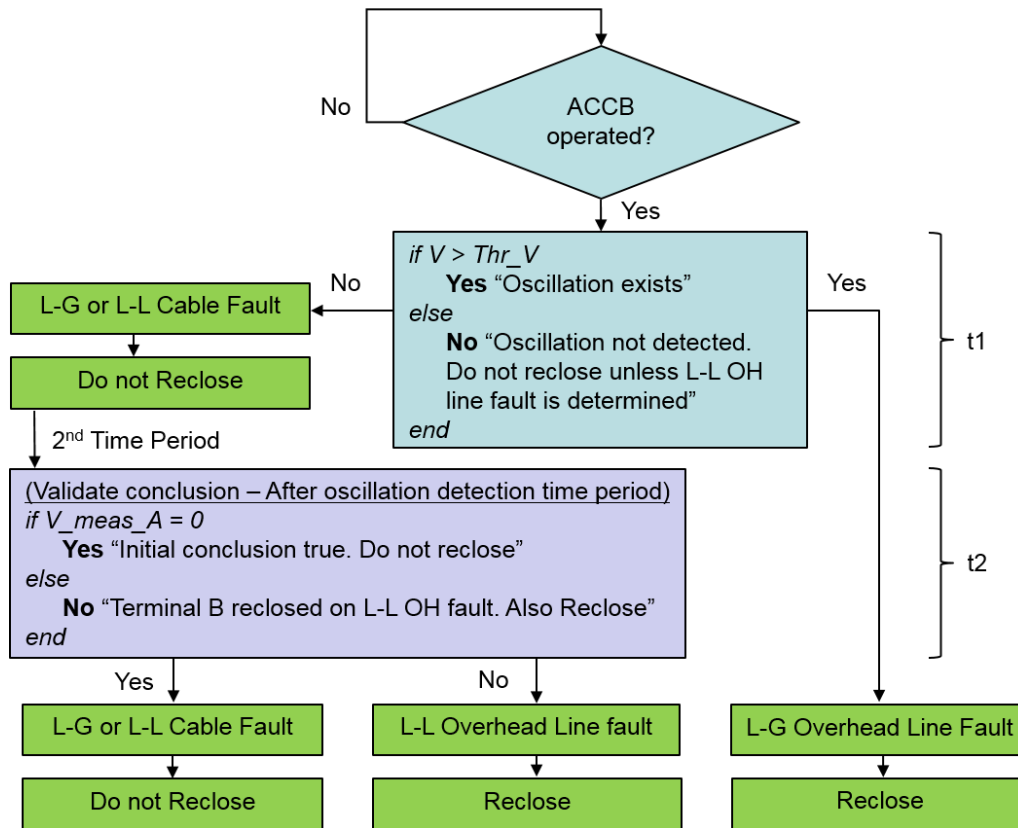 ACCB
operated?
No
Yes
if V > Thr_V
Yes “Oscillation exists”
else
No “Oscillation not detected.
Do not reclose unless L-L OH
line fault is determined”
end
No
Yes
t1
L-G or L-L Cable Fault
Do not Reclose
2nd Time Period
(Validate conclusion – After oscillation detection time period)
if V_meas_A = 0
Yes “Initial conclusion true. Do not reclose”
else
No “Terminal B reclosed on L-L OH fault. Also Reclose”
end
t2
Yes
No
L-G or L-L Cable Fault
L-L Overhead Line fault
L-G Overhead Line Fault
Do not Reclose
Reclose
Reclose